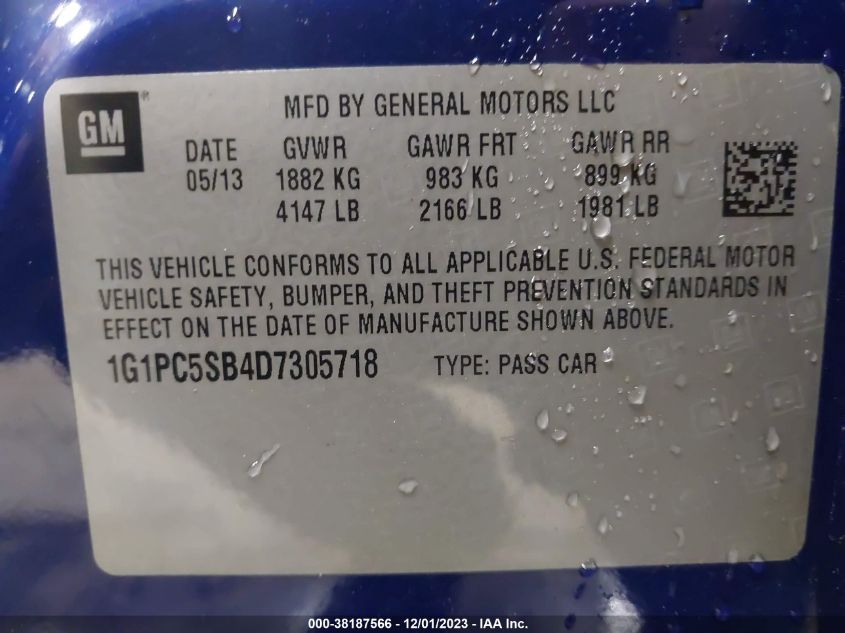 GM®
MFD BY GENERAL MOTORS LLC
DATE GVWR GAWR FRT GAWR RR
05/13 1882 KG 983 KG 899 KG
4147 LB 2166 LB 1981 LB
THIS VEHICLE CONFORMS TO ALL APPLICABLE U.S. FEDERAL MOTOR
VEHICLE SAFETY, BUMPER, AND THEFT PREVENTION STANDARDS IN
EFFECT ON THE DATE OF MANUFACTURE SHOWN ABOVE.
1G1PC5SB4D7305718 TYPE: PASS CAR
000-38187566 - 12/01/2023 - IAA Inc.